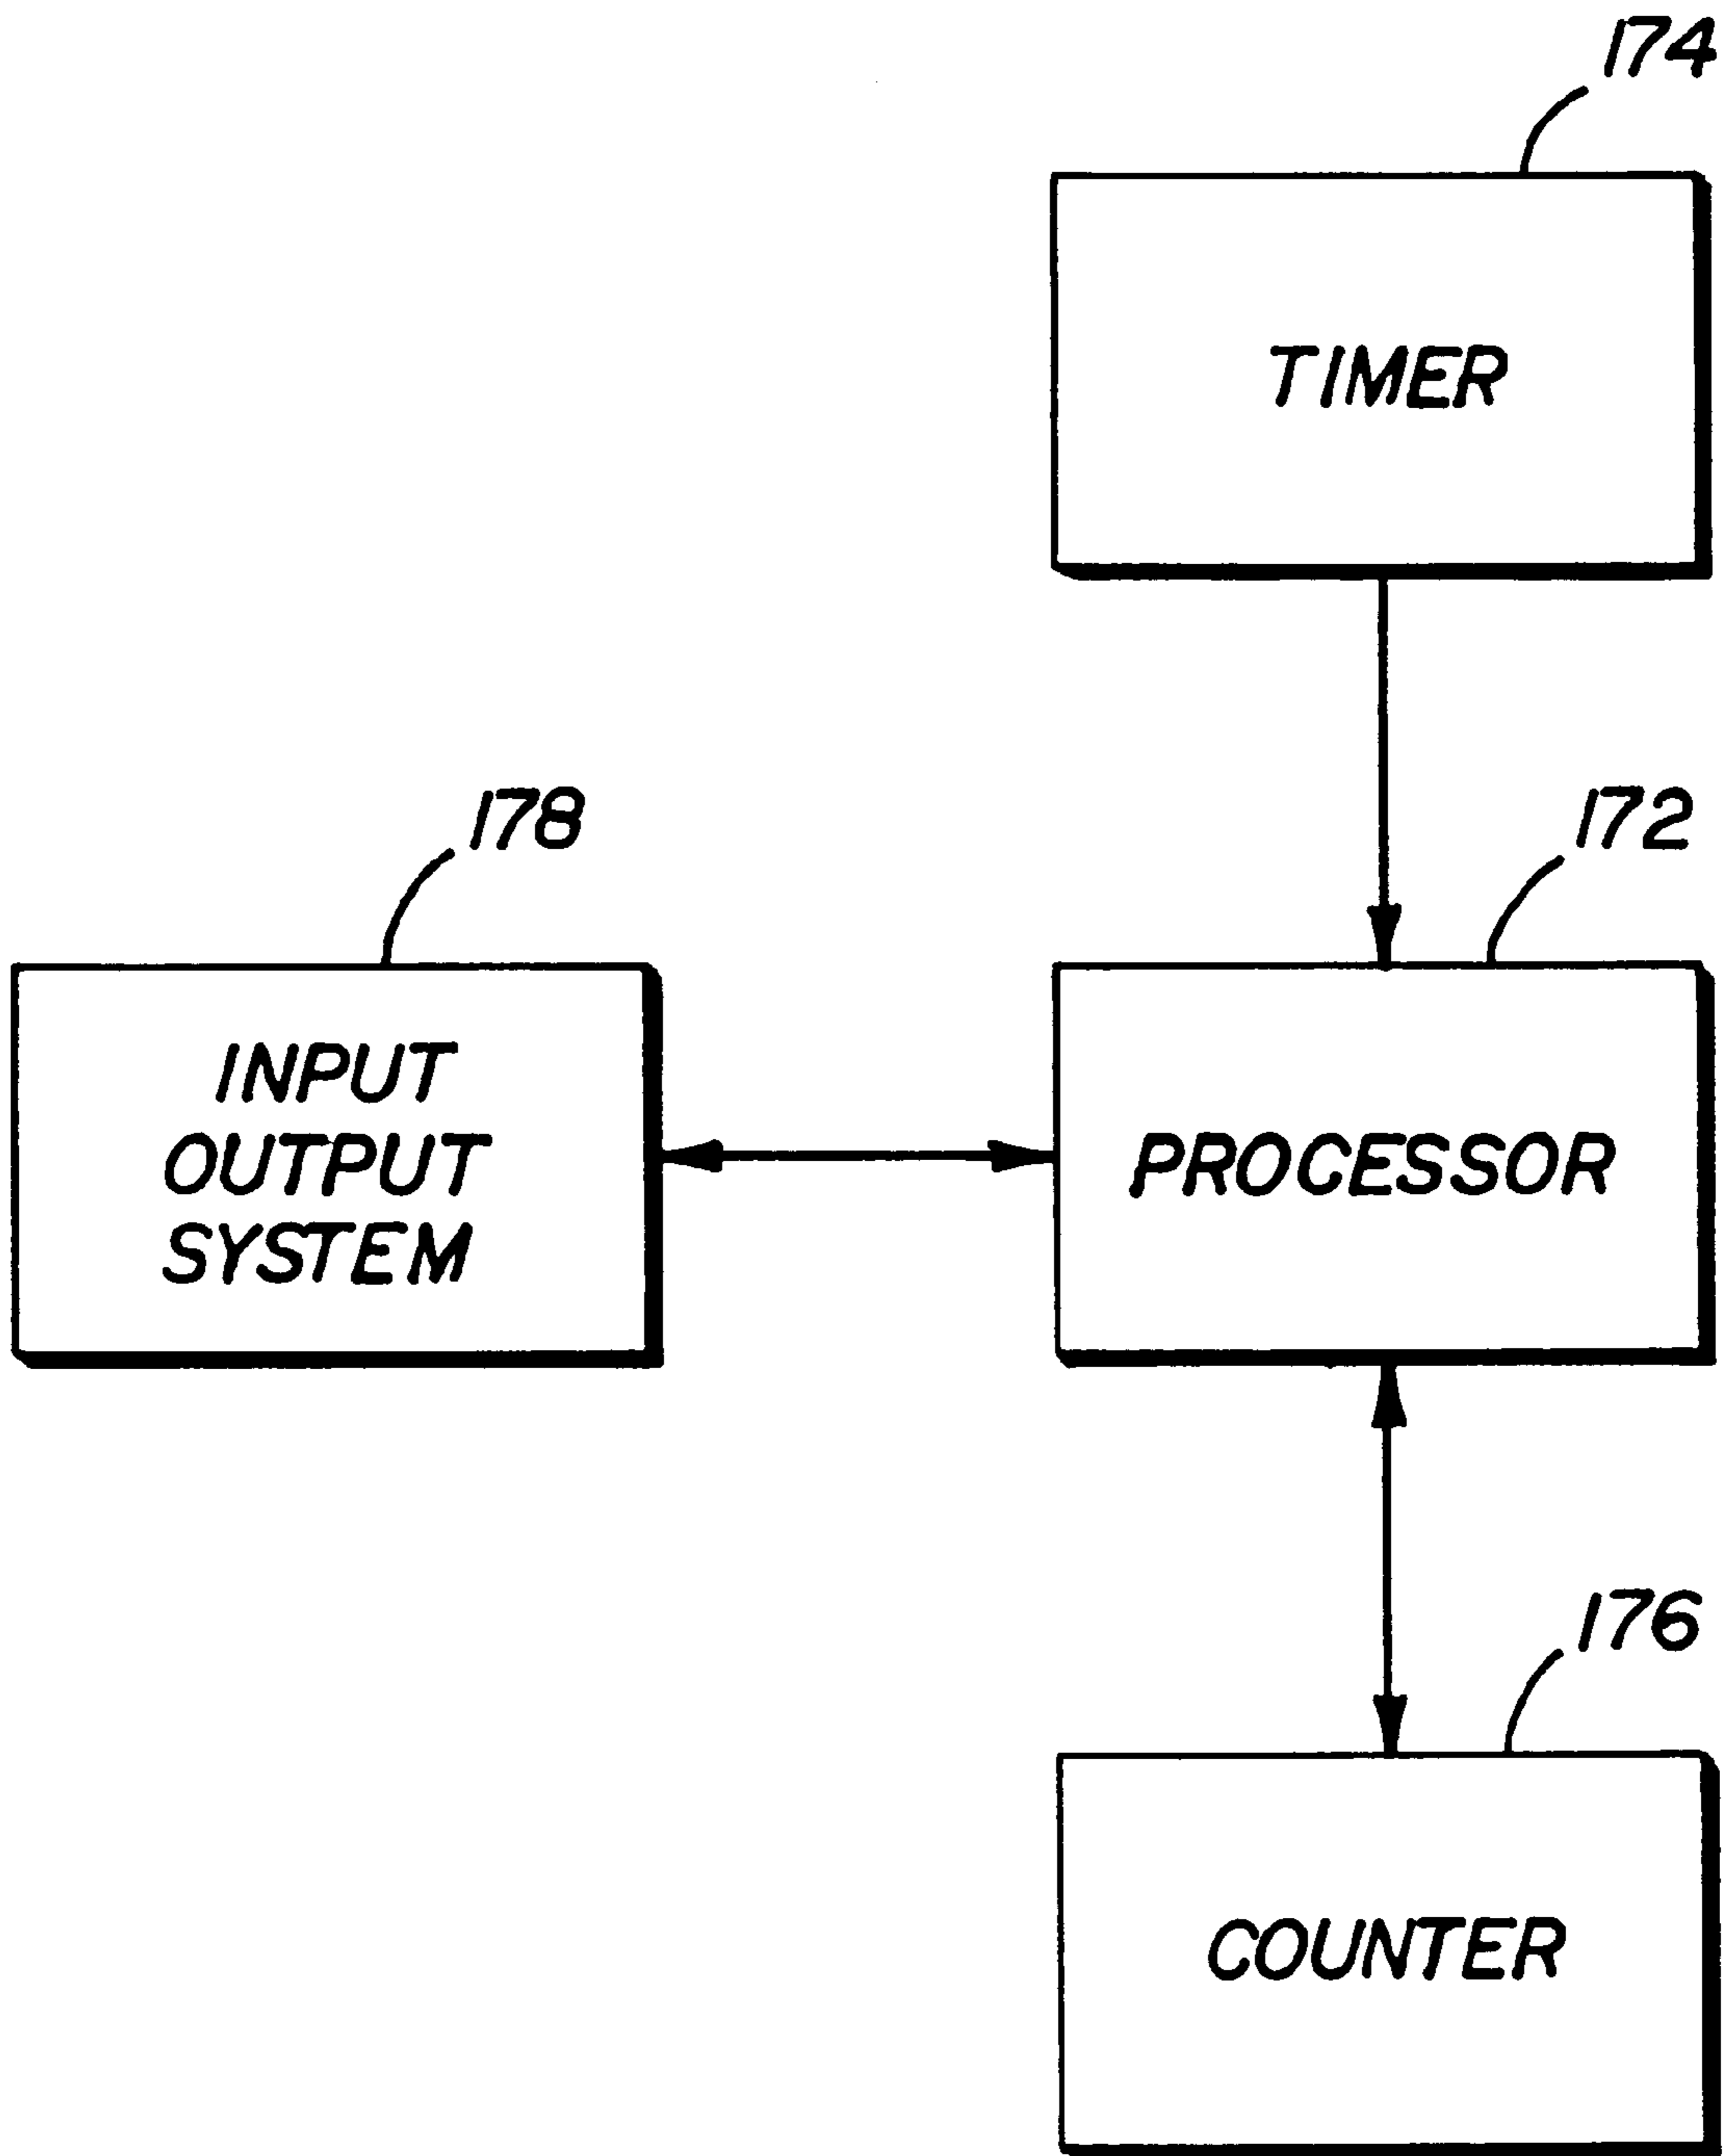 174
TIMER
178
172
INPUT
OUTPUT
SYSTEM
PROCESSOR
176
COUNTER